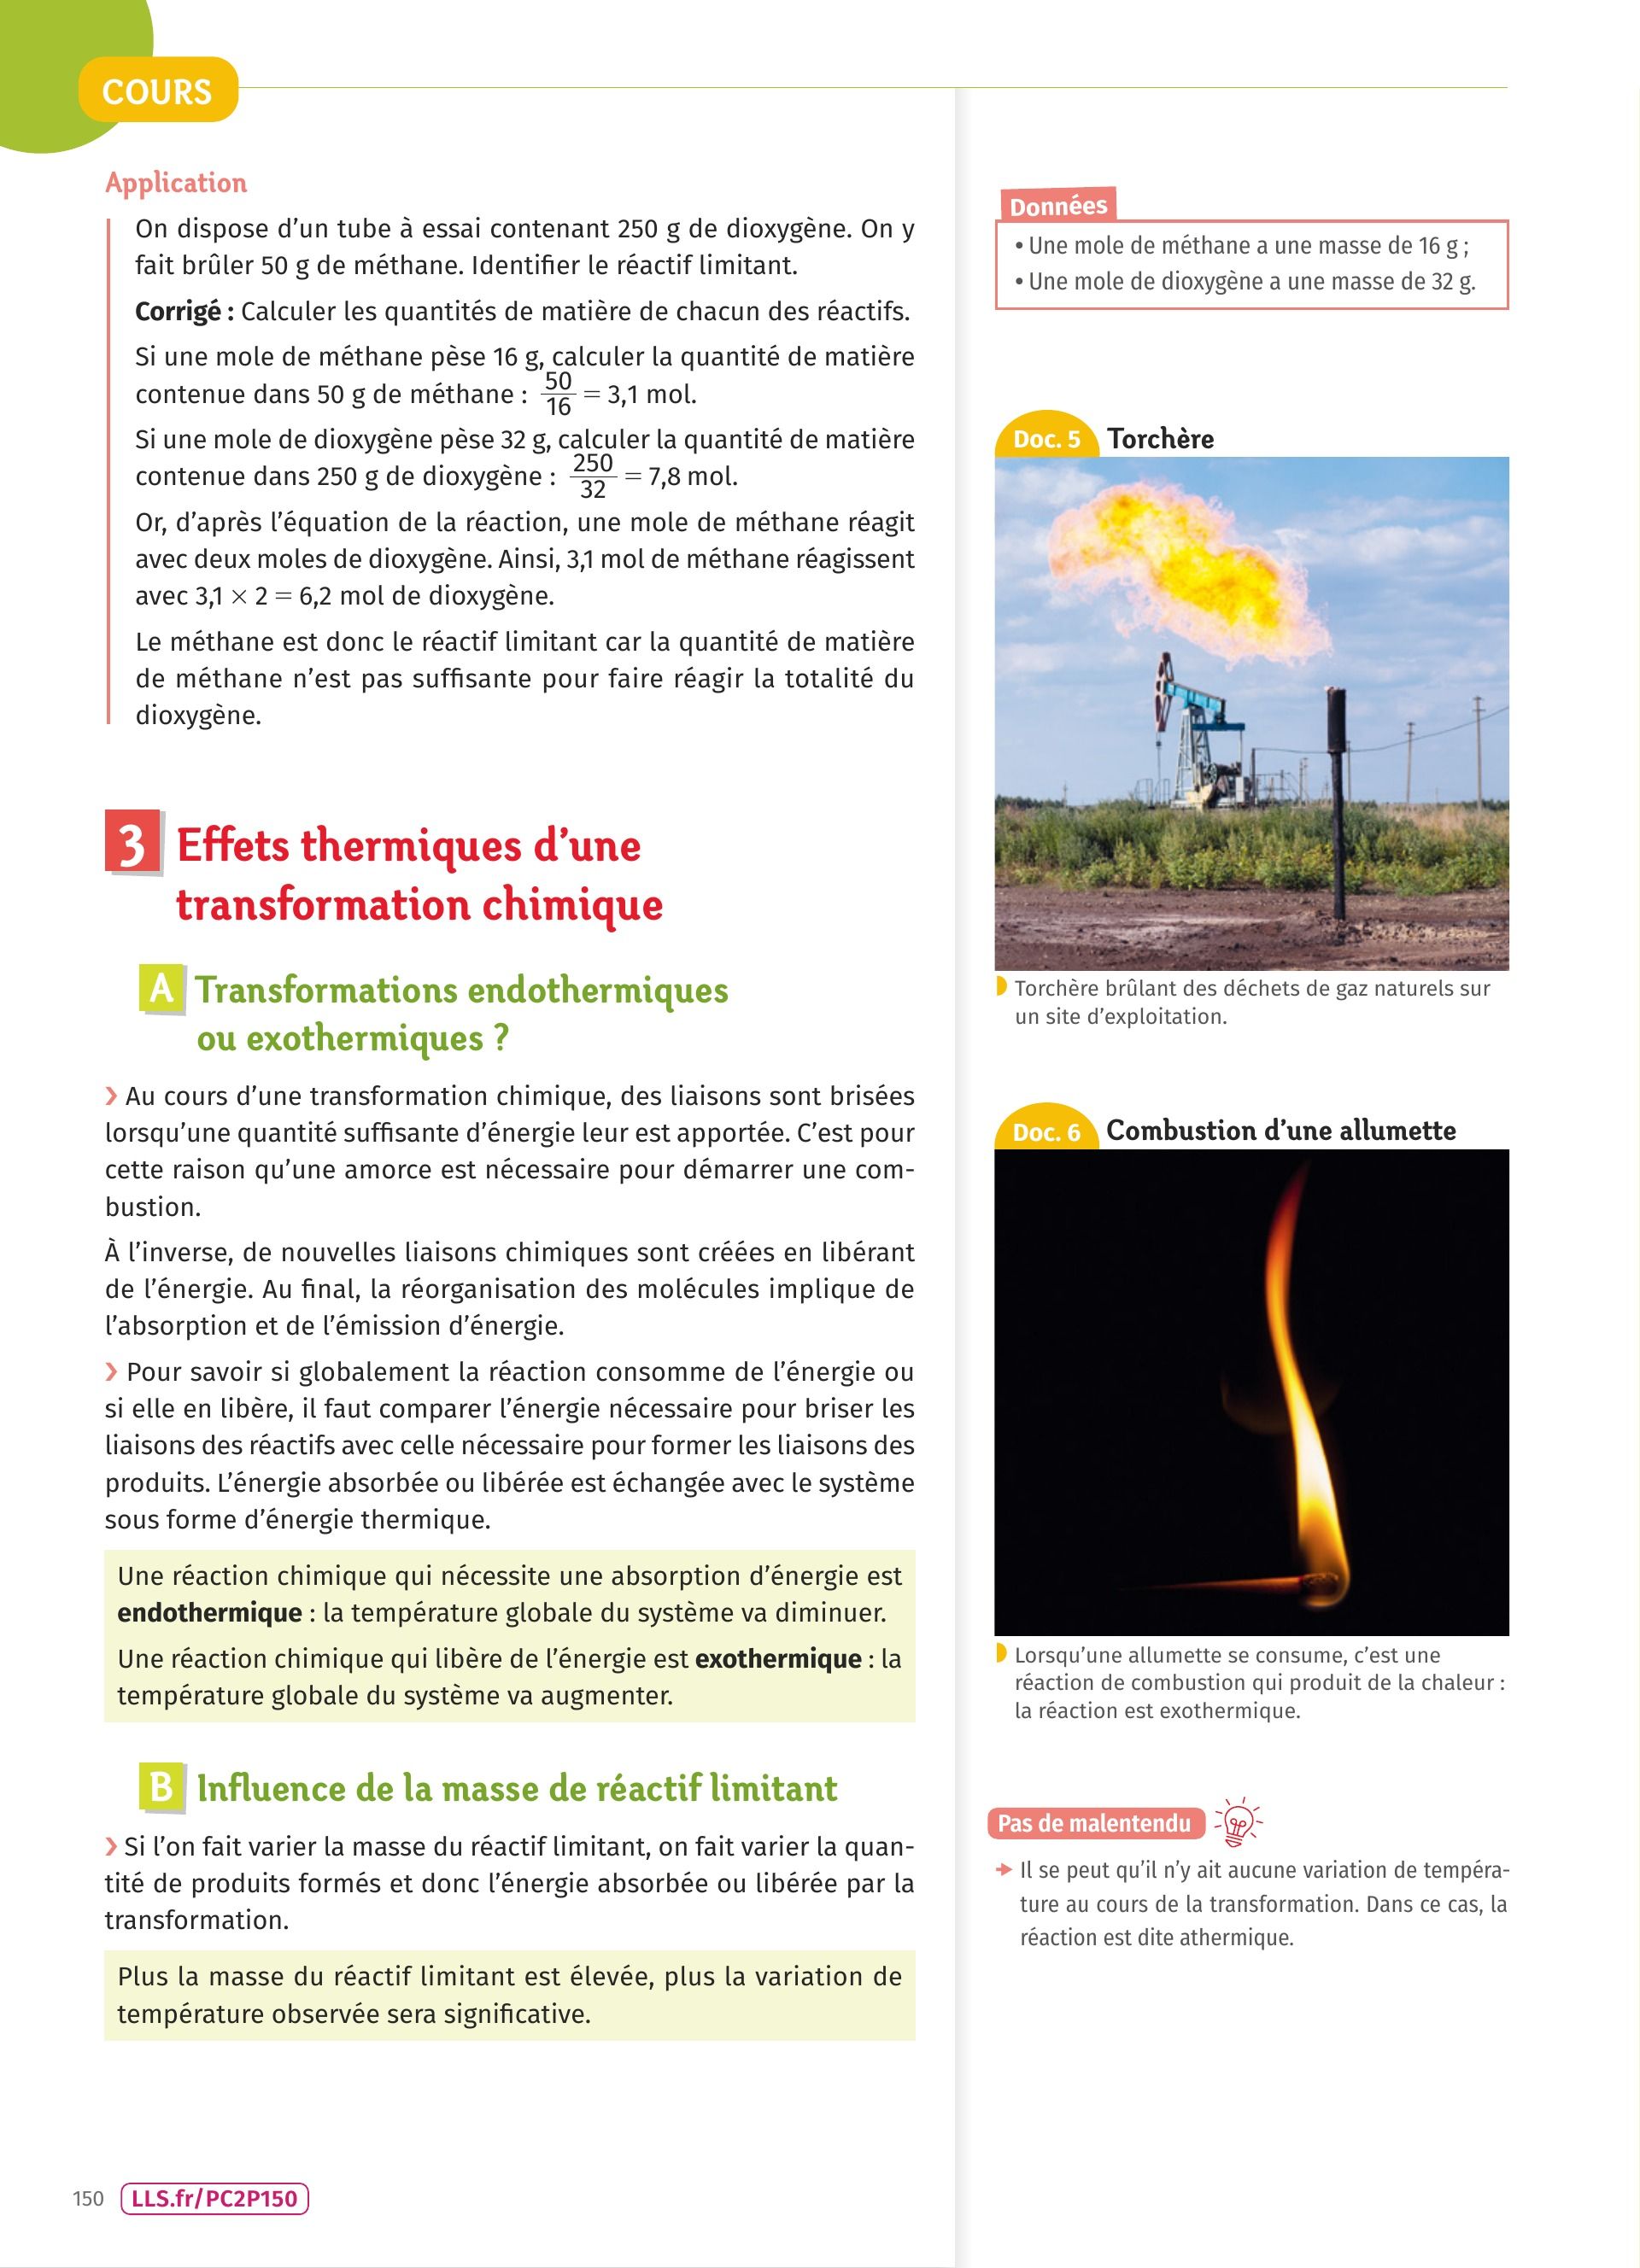 COURS
Application
On dispose d'un tube à essai contenant 250 g de dioxygène. On y
fait brûler 50 g de méthane. Identifier le réactif limitant.
Corrigé : Calculer les quantités de matière de chacun des réactifs.
Si une mole de méthane pèse 16 g, calculer la quantité de matière
contenue dans 50 g de méthane : 50/16 = 3,1 mol.
Si une mole de dioxygène pèse 32 g, calculer la quantité de matière
contenue dans 250 g de dioxygène : 250/32 = 7,8 mol.
Or, d'après l'équation de la réaction, une mole de méthane réagit
avec deux moles de dioxygène. Ainsi, 3,1 mol de méthane réagissent
avec 3,1 × 2 = 6,2 mol de dioxygène.
Le méthane est donc le réactif limitant car la quantité de matière
de méthane n'est pas suffisante pour faire réagir la totalité du
dioxygène.
3 Effets thermiques d'une
transformation chimique
A Transformations endothermiques
ou exothermiques ?
› Au cours d'une transformation chimique, des liaisons sont brisées
lorsqu'une quantité suffisante d'énergie leur est apportée. C'est pour
cette raison qu'une amorce est nécessaire pour démarrer une com-
bustion.
À l'inverse, de nouvelles liaisons chimiques sont créées en libérant
de l'énergie. Au final, la réorganisation des molécules implique de
l'absorption et de l'émission d'énergie.
› Pour savoir si globalement la réaction consomme de l'énergie ou
si elle en libère, il faut comparer l'énergie nécessaire pour briser les
liaisons des réactifs avec celle nécessaire pour former les liaisons des
produits. L'énergie absorbée ou libérée est échangée avec le système
sous forme d'énergie thermique.
Une réaction chimique qui nécessite une absorption d'énergie est
endothermique : la température globale du système va diminuer.
Une réaction chimique qui libère de l'énergie est exothermique : la
température globale du système va augmenter.
B Influence de la masse de réactif limitant
› Si l'on fait varier la masse du réactif limitant, on fait varier la quan-
tité de produits formés et donc l'énergie absorbée ou libérée par la
transformation.
Plus la masse du réactif limitant est élevée, plus la variation de
température observée sera significative.
Données
• Une mole de méthane a une masse de 16 g ;
• Une mole de dioxygène a une masse de 32 g.
Doc. 5 Torchère
Torchère brûlant des déchets de gaz naturels sur
un site d'exploitation.
Doc. 6 Combustion d'une allumette
Lorsqu'une allumette se consume, c'est une
réaction de combustion qui produit de la chaleur :
la réaction est exothermique.
Pas de malentendu
Il se peut qu'il n'y ait aucune variation de tempéra-
ture au cours de la transformation. Dans ce cas, la
réaction est dite athermique.
150 LLS.fr/PC2P150